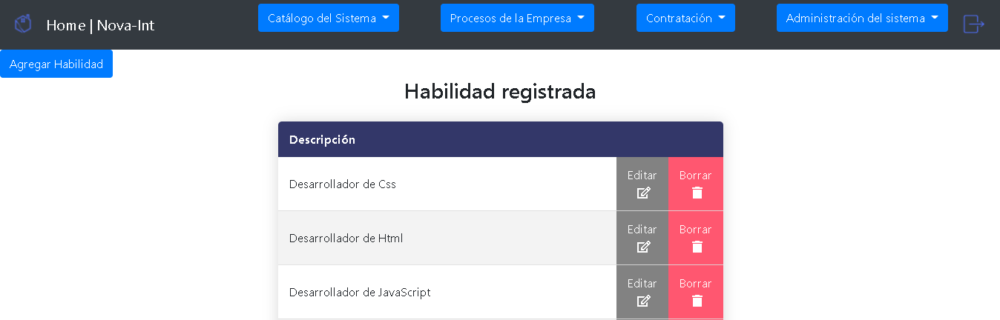 Home | Nova-Int
Catálogo del Sistema
Procesos de la Empresa
Contratación
Administración del sistema
Agregar Habilidad
Habilidad registrada
Descripción
Desarrollador de Css
Editar
Borrar
Desarrollador de Html
Editar
Borrar
Desarrollador de JavaScript
Editar
Borrar